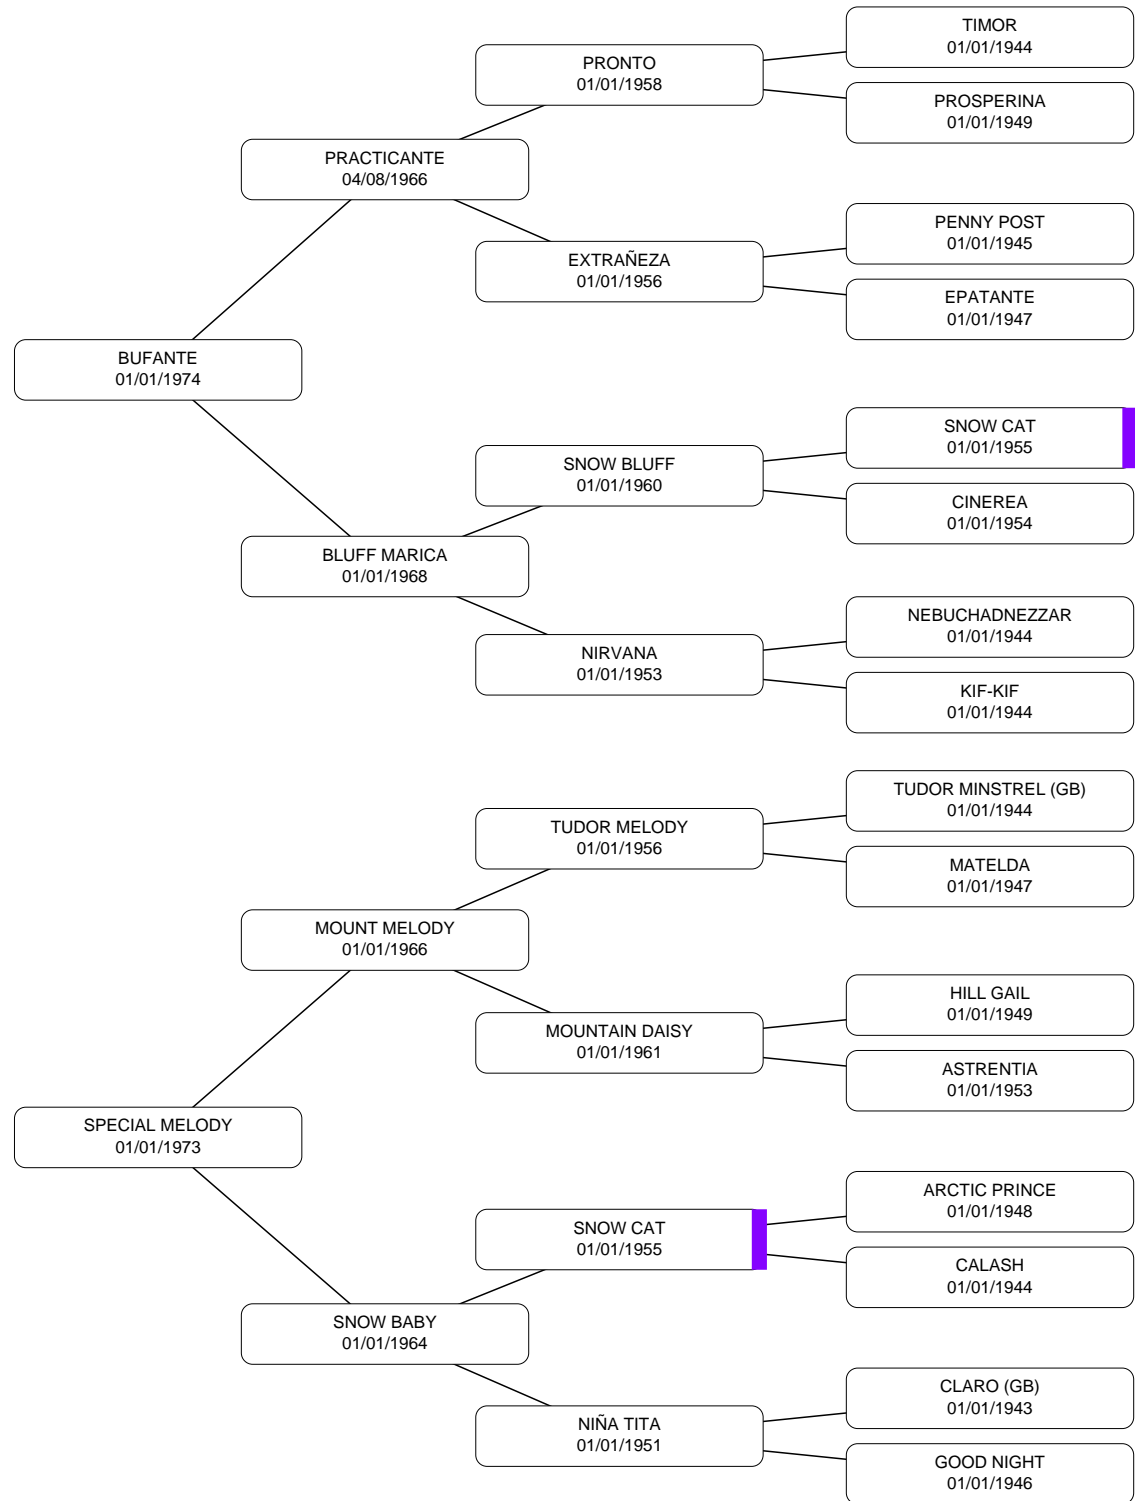 TIMOR
01/01/1944
PRONTO
01/01/1958
PROSPERINA
01/01/1949
PRACTICANTE
04/08/1966
PENNY POST
01/01/1945
EXTRAÑEZA
01/01/1956
EPATANTE
01/01/1947
BUFANTE
01/01/1974
SNOW CAT
01/01/1955
SNOW BLUFF
01/01/1960
CINEREA
01/01/1954
BLUFF MARICA
01/01/1968
NEBUCHADNEZZAR
01/01/1944
NIRVANA
01/01/1953
KIF-KIF
01/01/1944
TUDOR MINSTREL (GB)
01/01/1944
TUDOR MELODY
01/01/1956
MATELDA
01/01/1947
MOUNT MELODY
01/01/1966
HILL GAIL
01/01/1949
MOUNTAIN DAISY
01/01/1961
ASTRENTIA
01/01/1953
SPECIAL MELODY
01/01/1973
ARCTIC PRINCE
01/01/1948
SNOW CAT
01/01/1955
CALASH
01/01/1944
SNOW BABY
01/01/1964
CLARO (GB)
01/01/1943
NIÑA TITA
01/01/1951
GOOD NIGHT
01/01/1946